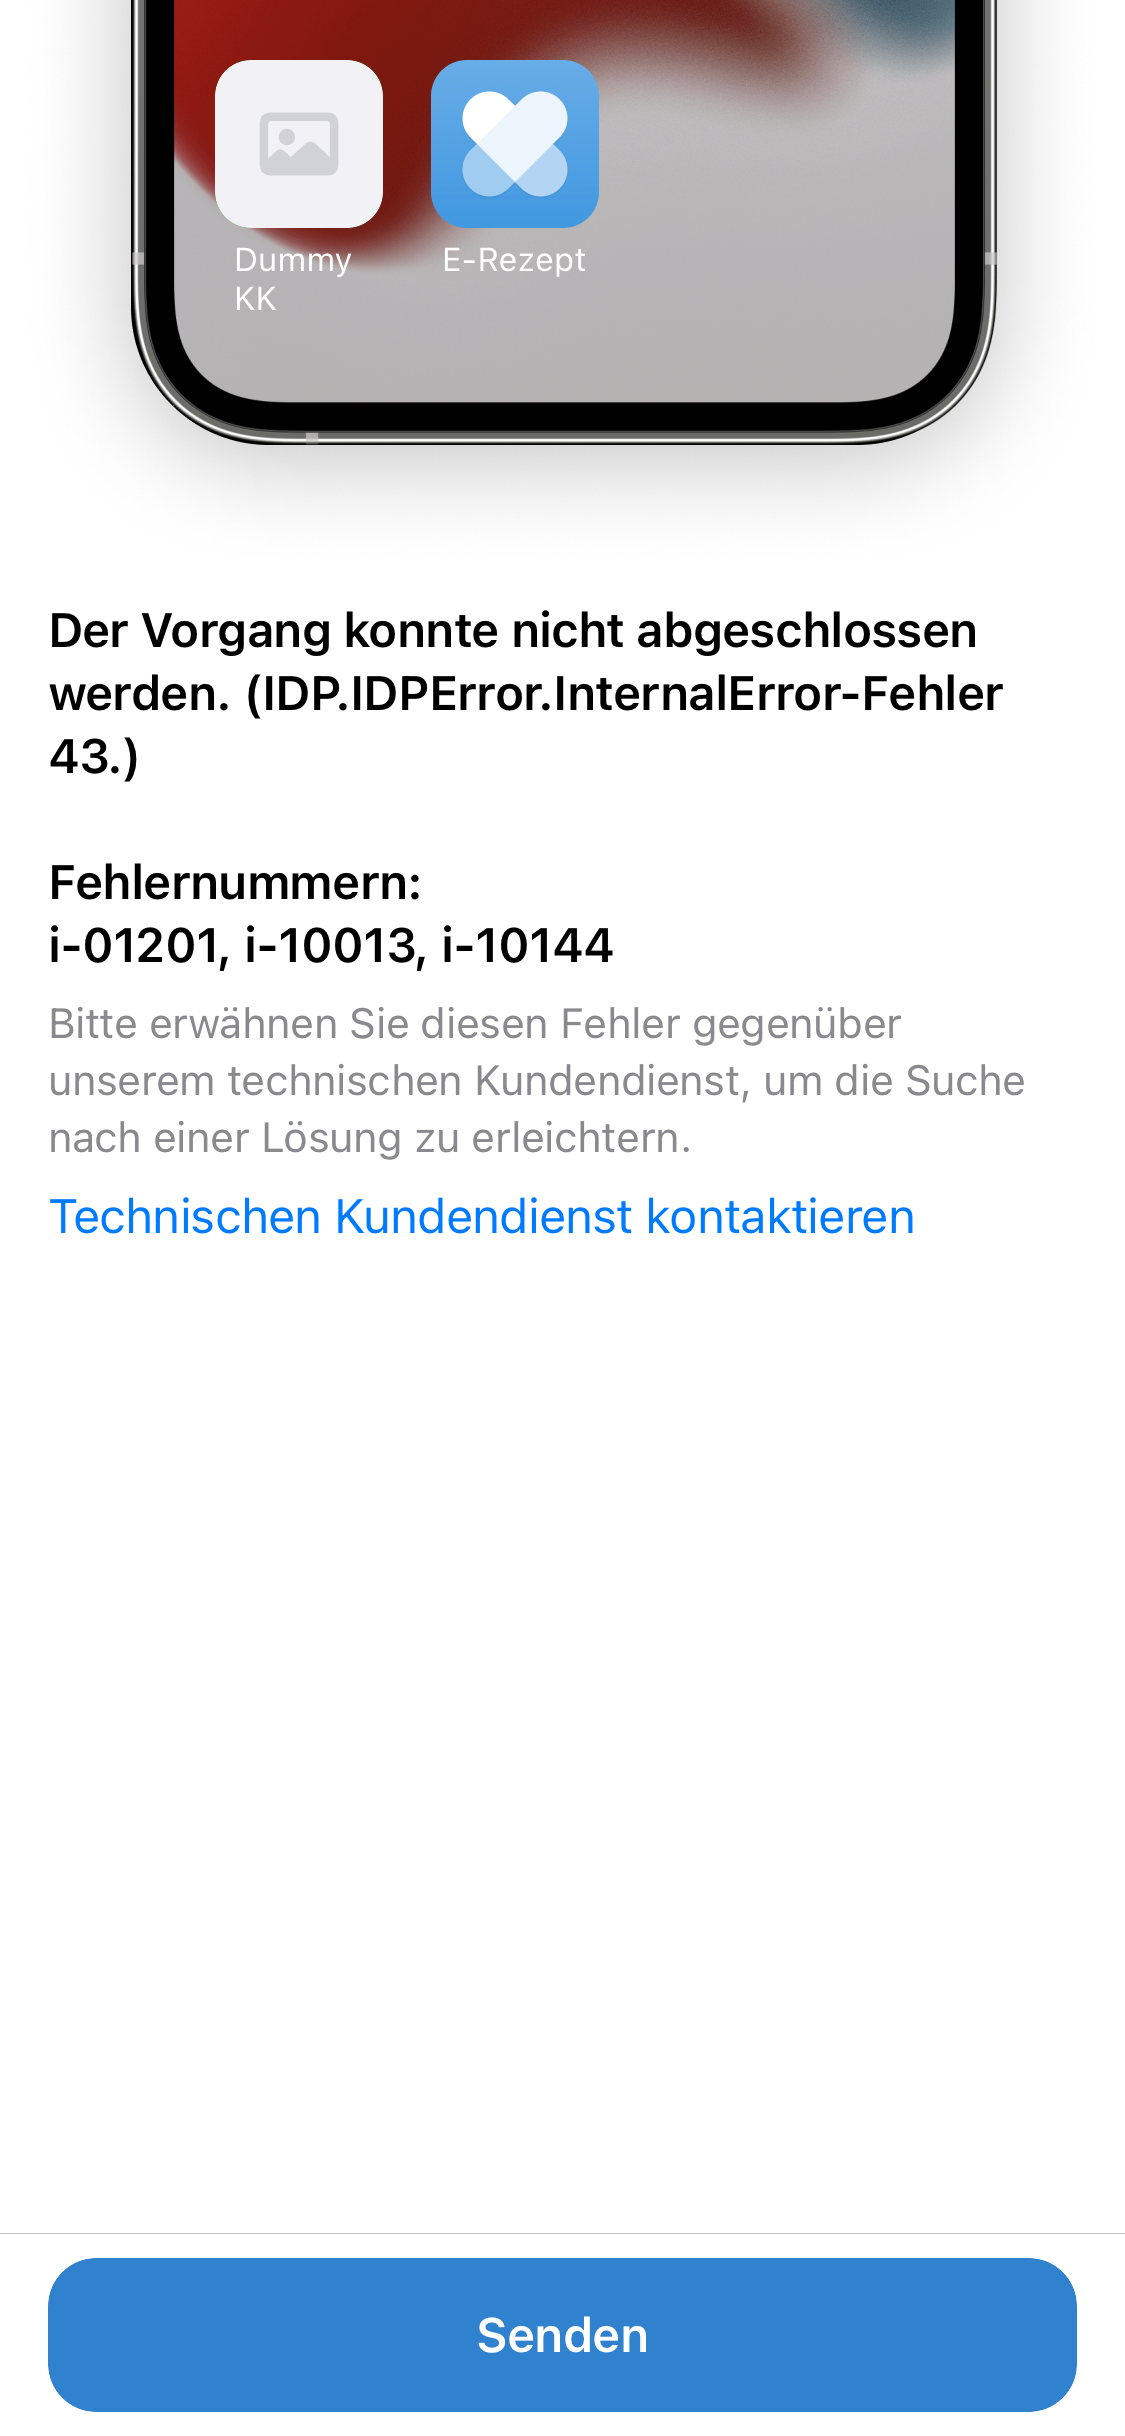 Dummy
KK
E-Rezept
Der Vorgang konnte nicht abgeschlossen
werden. (IDP.IDPError.InternalError-Fehler
43.)
Fehlernummern:
i-01201, i-10013, i-10144
Bitte erwähnen Sie diesen Fehler gegenüber
unserem technischen Kundendienst, um die Suche
nach einer Lösung zu erleichtern.
Technischen Kundendienst kontaktieren
Senden